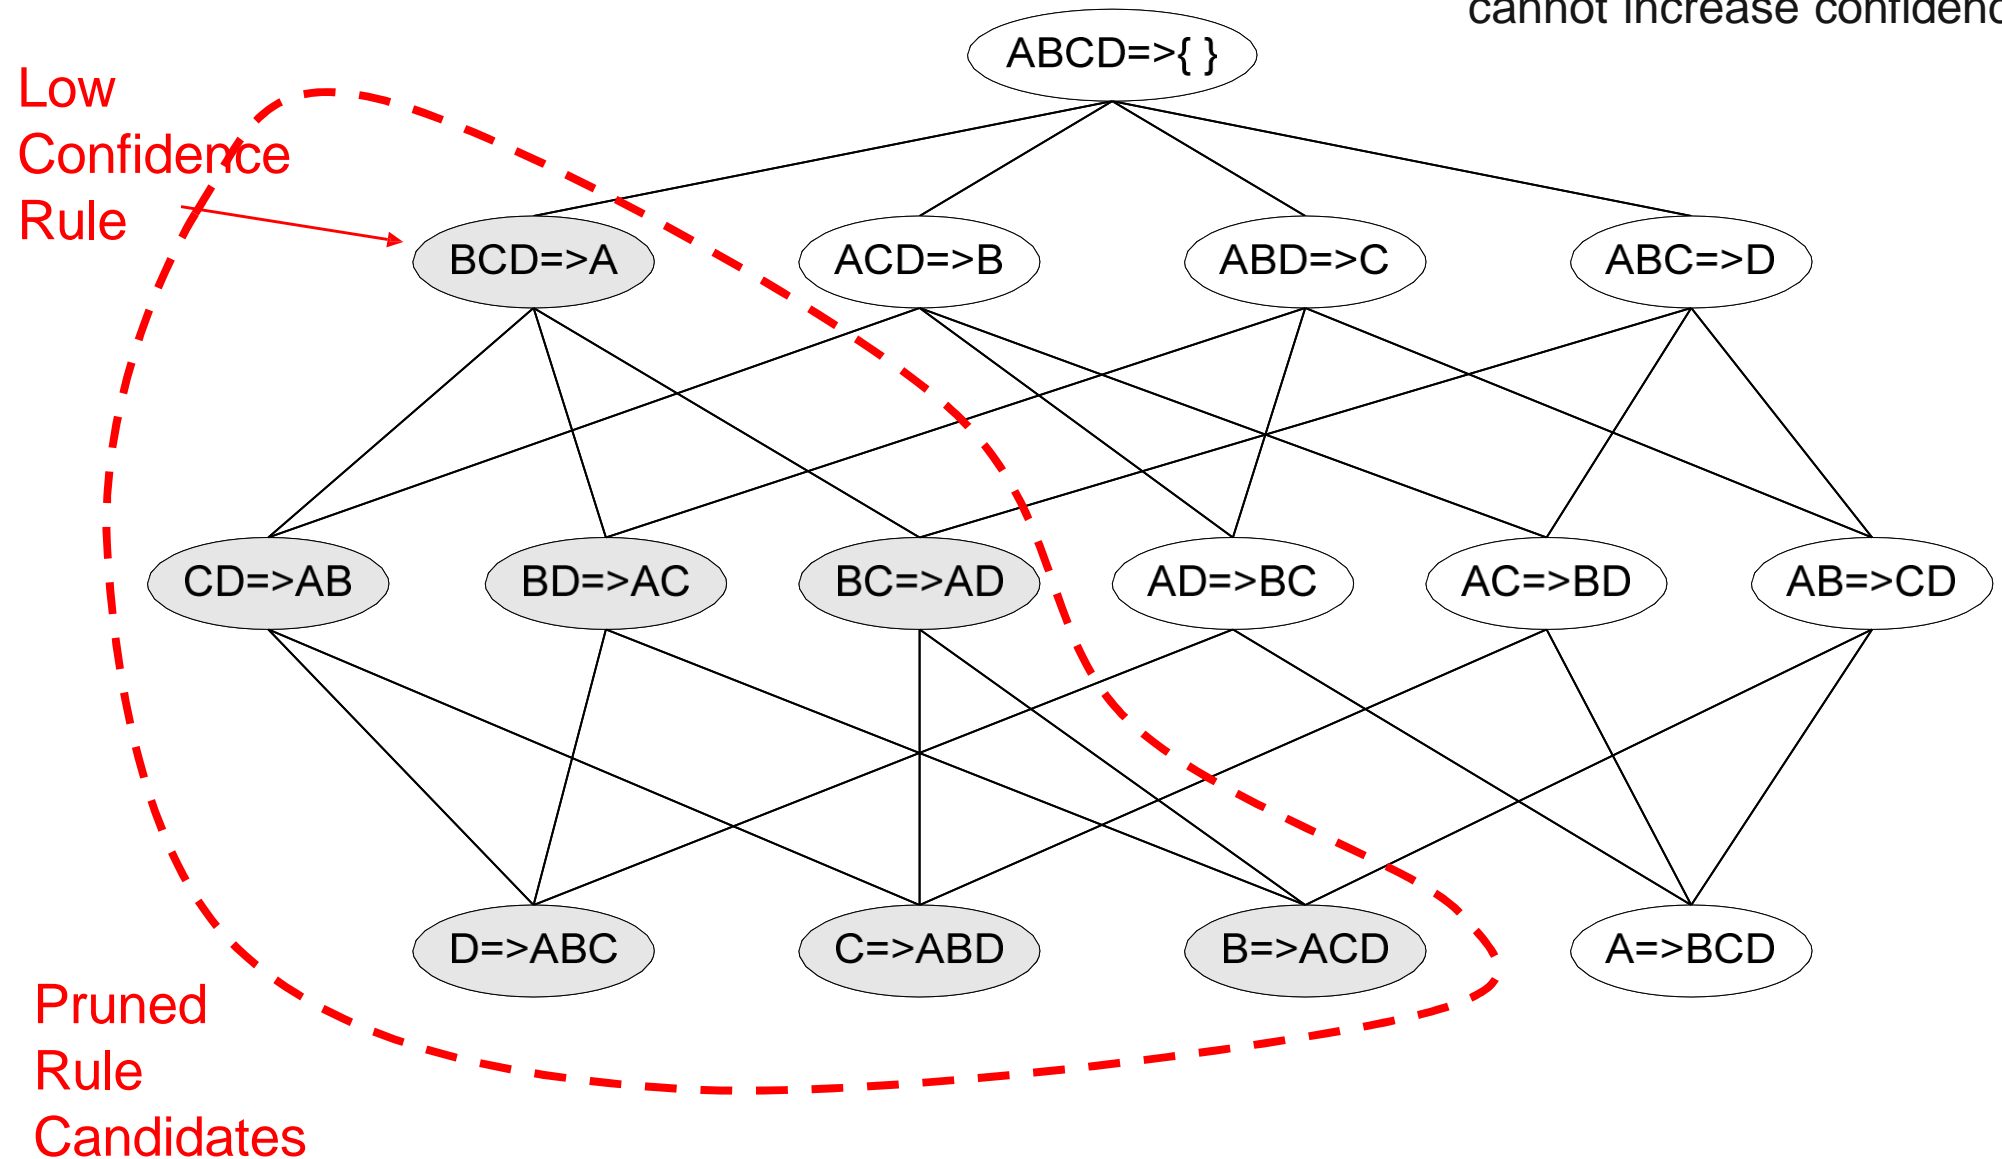 cannot increase confidenc
ABCD=>{ }
Low
Confidence
Rule
BCD=>A
ACD=>B
ABD=>C
ABC=>D
CD=>AB
BD=>AC
BC=>AD
AD=>BC
AC=>BD
AB=>CD
D=>ABC
C=>ABD
B=>ACD
A=>BCD
Pruned
Rule
Candidates